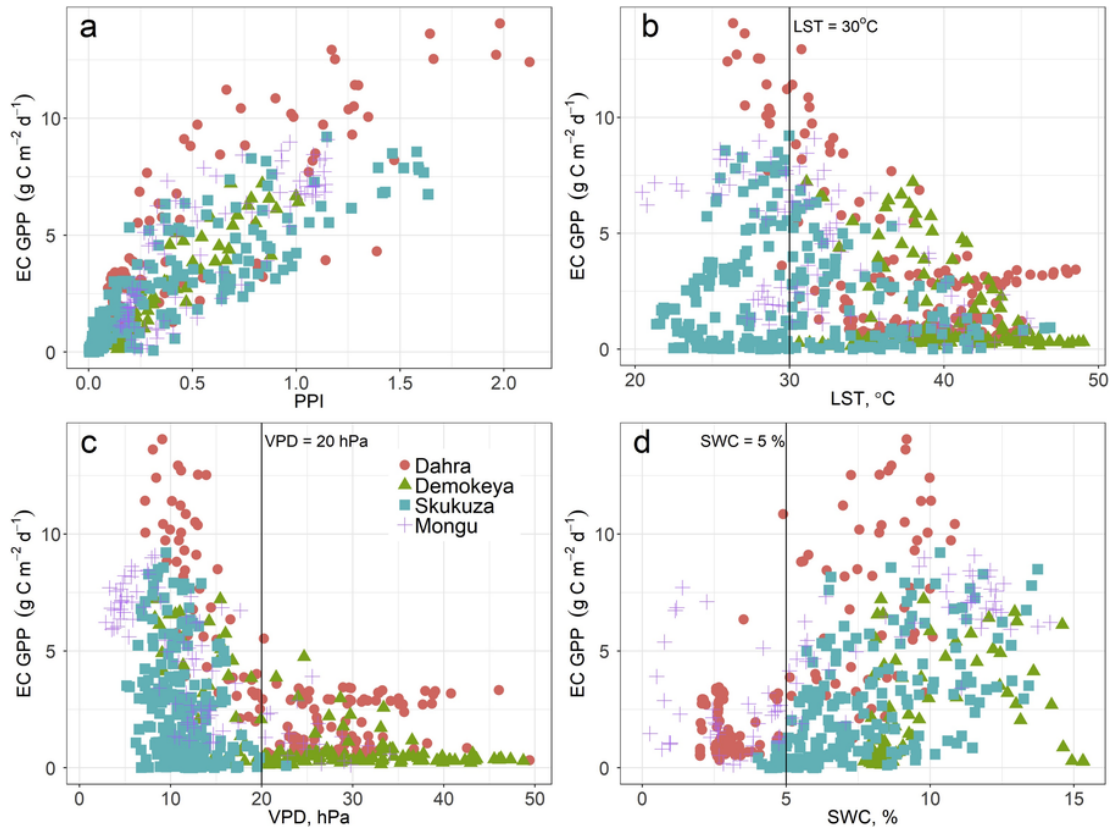 a
EC GPP (g C m⁻² d⁻¹)
10
5
0
0.0 0.5 1.0 1.5 2.0
PPI
b
LST = 30°C
EC GPP (g C m⁻² d⁻¹)
10
5
0
20 30 40 50
LST, °C
c
VPD = 20 hPa
Dahra
Demokeya
Skukuza
Mongu
EC GPP (g C m⁻² d⁻¹)
10
5
0
0 10 20 30 40 50
VPD, hPa
d
SWC = 5 %
EC GPP (g C m⁻² d⁻¹)
10
5
0
0 5 10 15
SWC, %